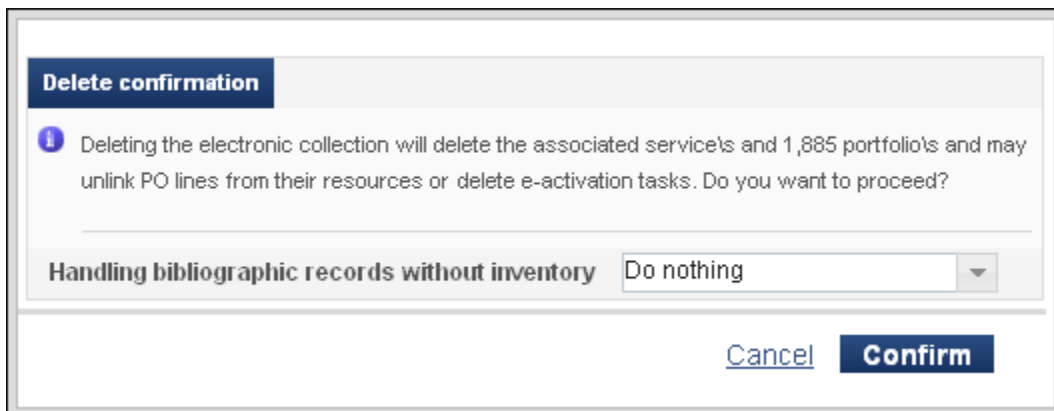 Delete confirmation
Deleting the electronic collection will delete the associated service\s and 1,885 portfolio\s and may
unlink PO lines from their resources or delete e-activation tasks. Do you want to proceed?
Handling bibliographic records without inventory Do nothing
Cancel Confirm